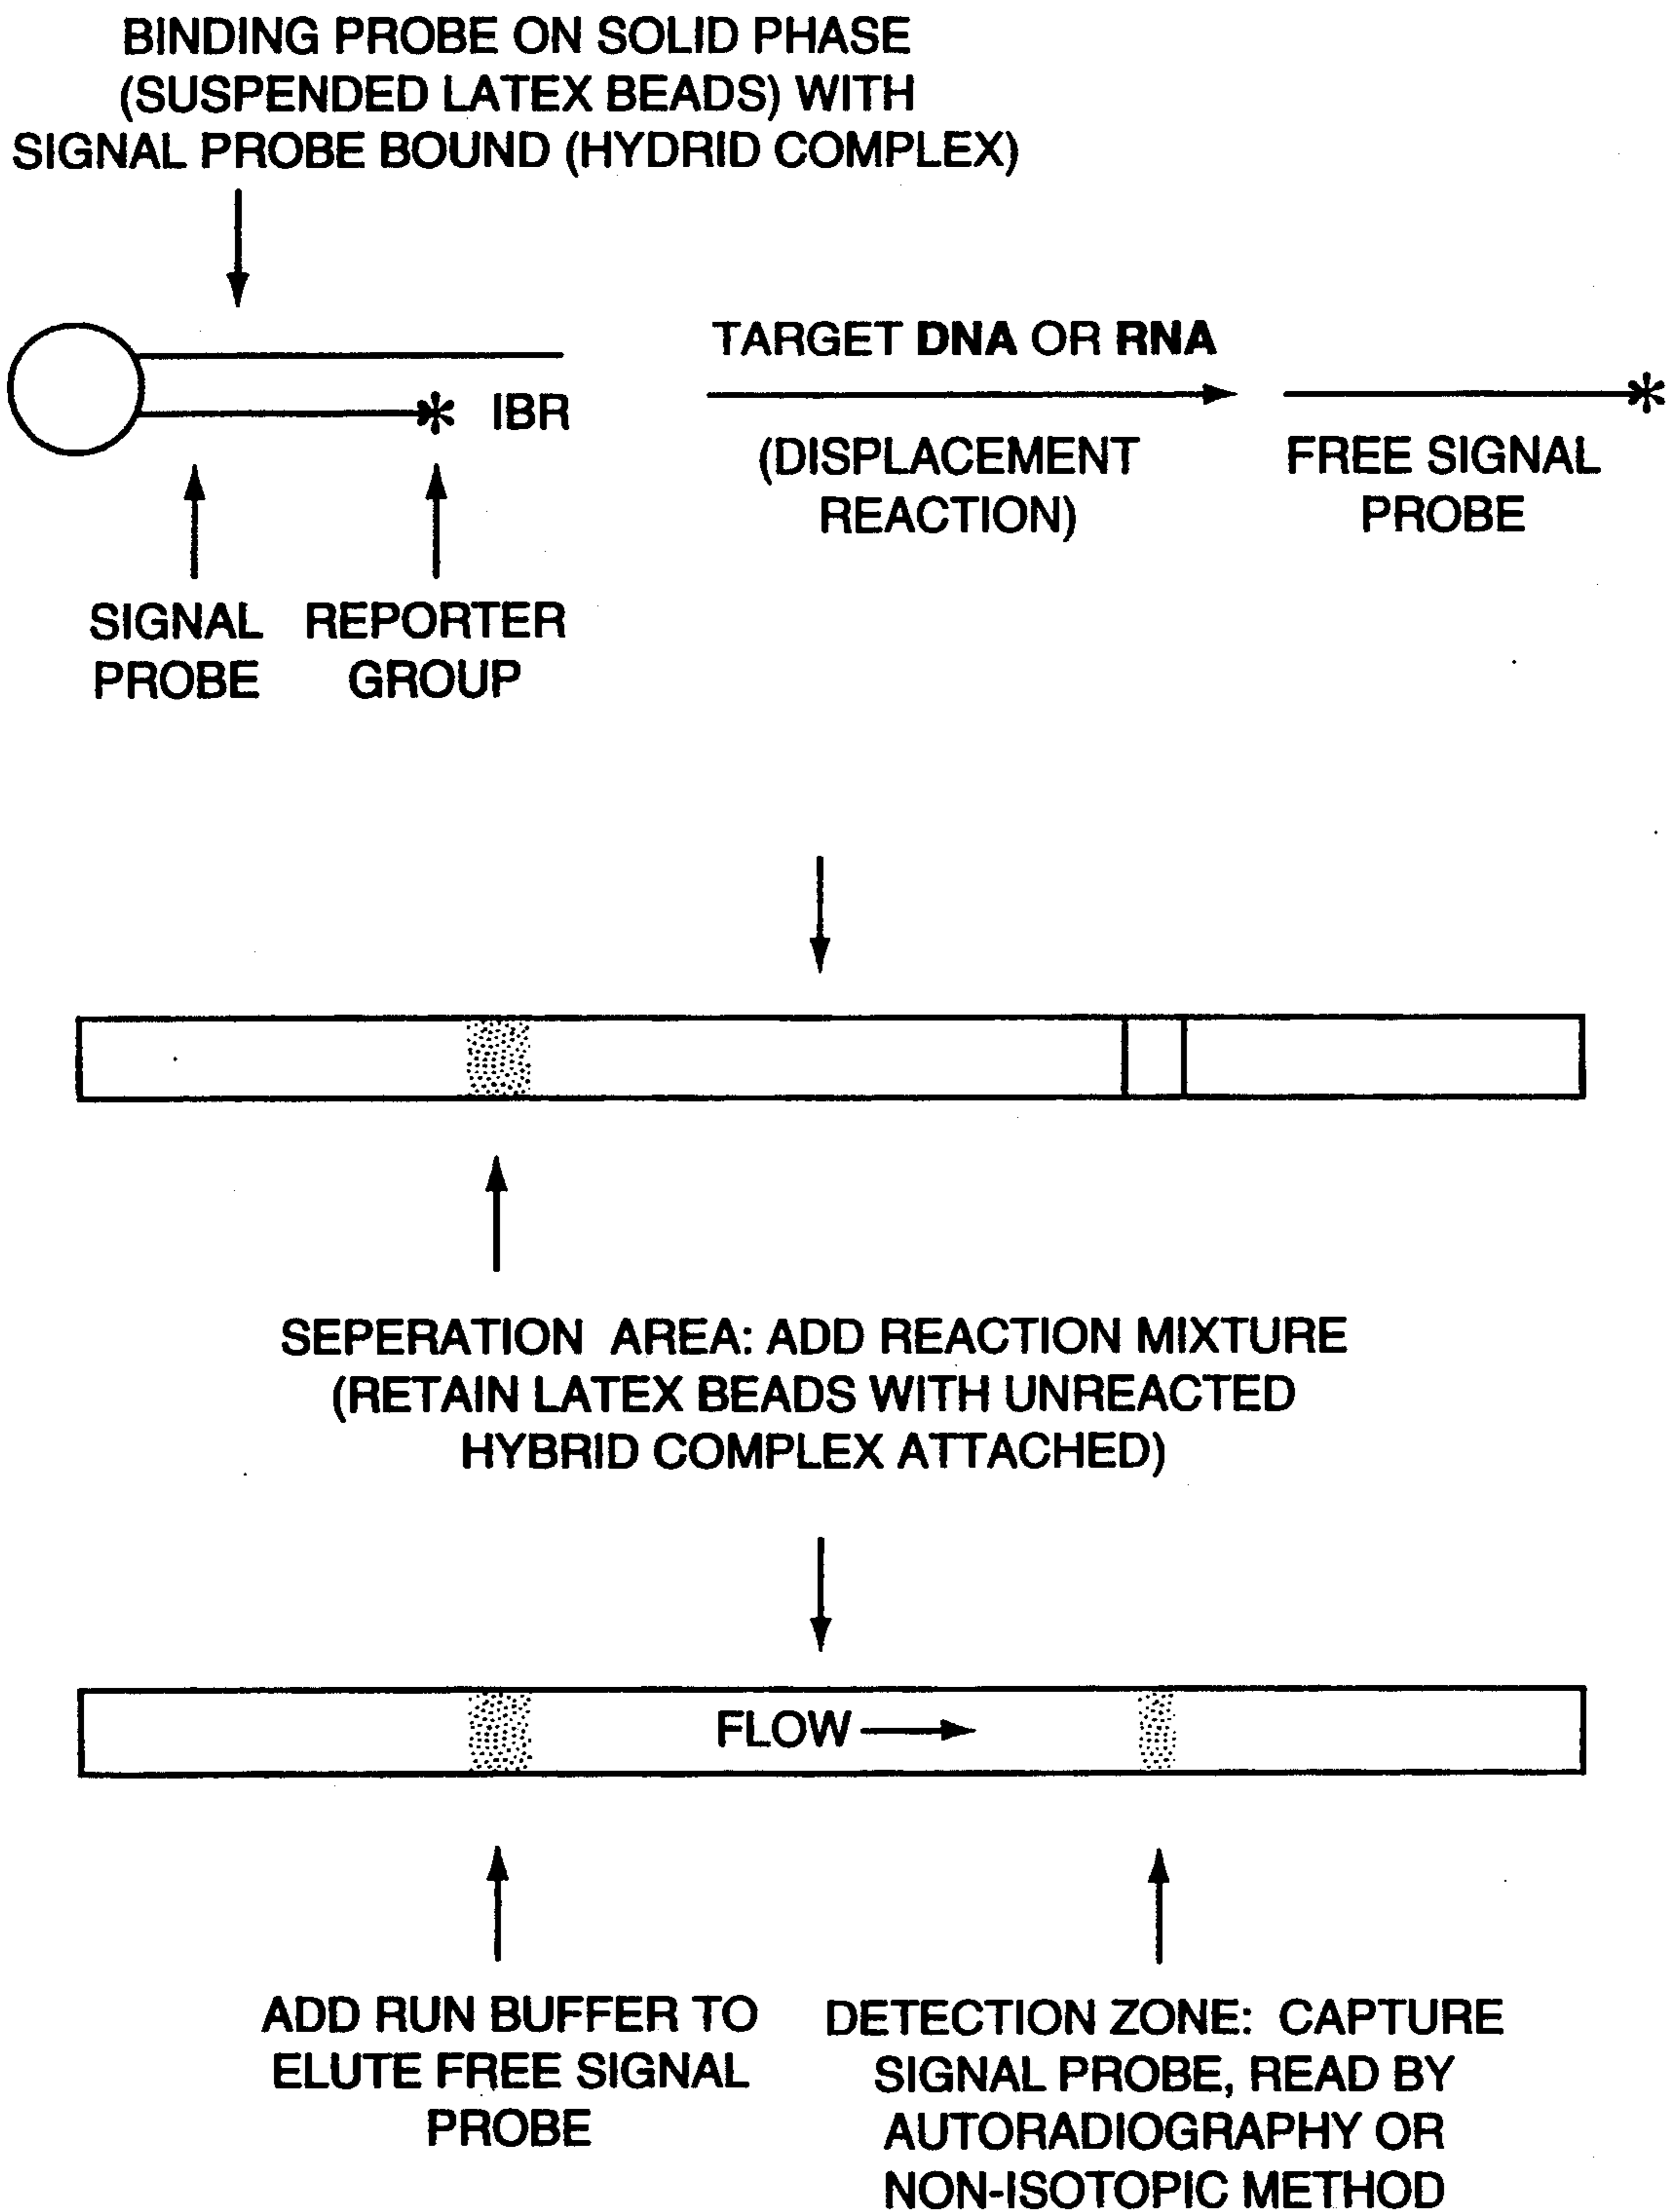 BINDING PROBE ON SOLID PHASE
(SUSPENDED LATEX BEADS) WITH
SIGNAL PROBE BOUND (HYDRID COMPLEX)
TARGET DNA OR RNA
* IBR
*
(DISPLACEMENT
REACTION)
FREE SIGNAL
PROBE
SIGNAL
PROBE
REPORTER
GROUP
SEPERATION AREA: ADD REACTION MIXTURE
(RETAIN LATEX BEADS WITH UNREACTED
HYBRID COMPLEX ATTACHED)
FLOW
ADD RUN BUFFER TO
ELUTE FREE SIGNAL
PROBE
DETECTION ZONE: CAPTURE
SIGNAL PROBE, READ BY
AUTORADIOGRAPHY OR
NON-ISOTOPIC METHOD